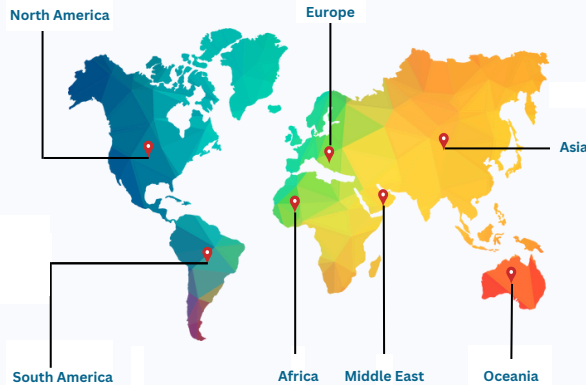 Europe
North America
Asia
South America
Africa
Middle East
Oceania